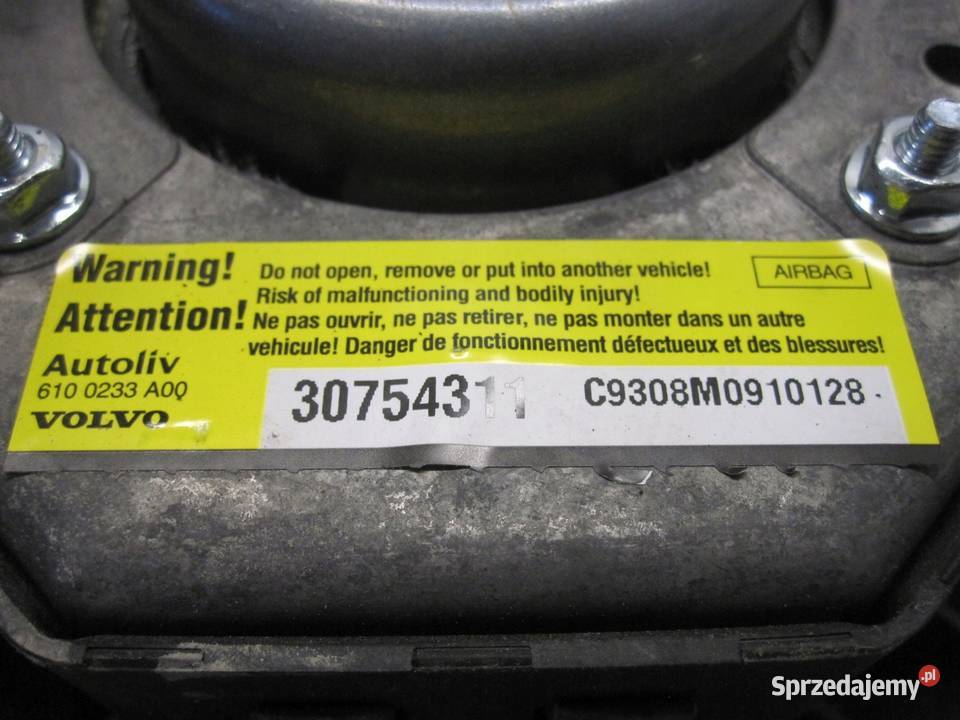 Warning!
Attention!
Do not open, remove or put into another vehicle!
Risk of malfunctioning and bodily injury!
Ne pas ouvrir, ne pas retirer, ne pas monter dans un autre
vehicule! Danger de fonctionnement défectueux et des blessures!
AIRBAG
Autoliv
610 0233 A00
VOLVO
30754311
C9308M0910128
Sprzedajemy.pl